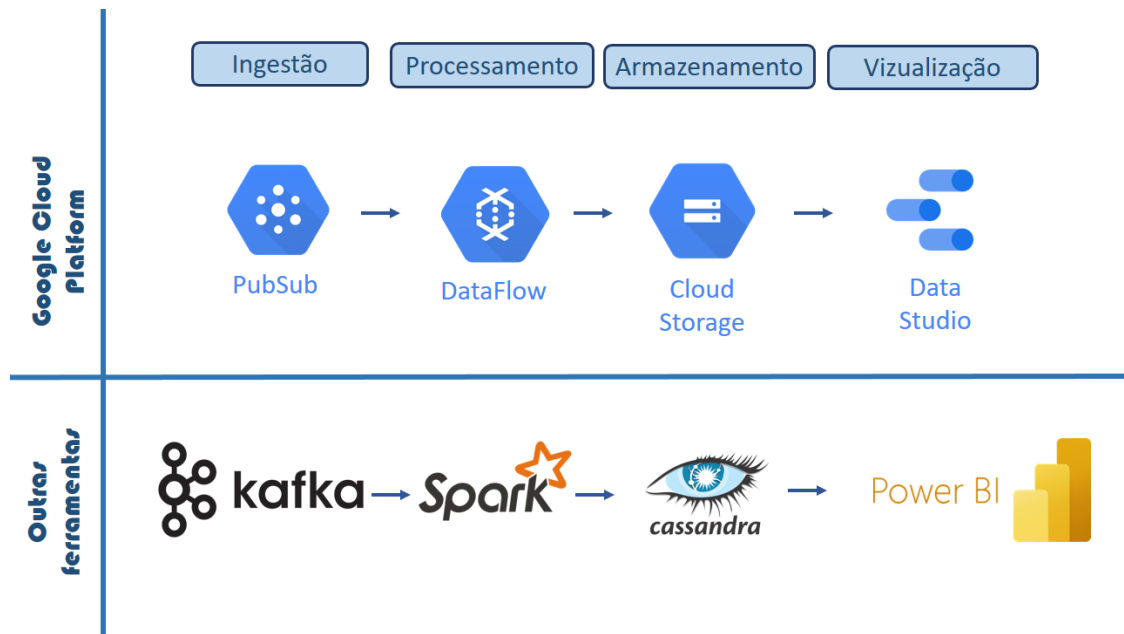 Ingestão
Processamento
Armazenamento
Vizualização
Google Cloud
Platform
PubSub
DataFlow
Cloud
Storage
Data
Studio
Outras
ferramentas
kafka
Spark
cassandra
Power BI